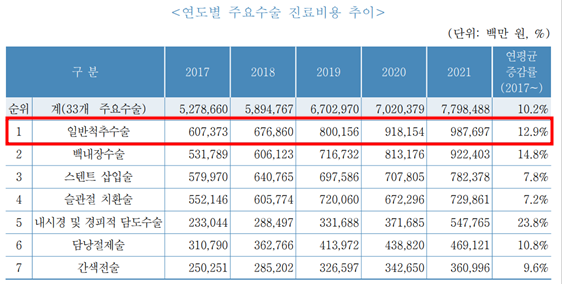 <연도별 주요수술 진료비용 추이>
(단위: 백만 원, %)
구 분 2017 2018 2019 2020 2021 연평균 증감률 (2017~)
순위 계(33개 주요수술) 5,278,660 5,894,767 6,702,970 7,020,379 7,798,488 10.2%
1 일반척추수술 607,373 676,860 800,156 918,154 987,697 12.9%
2 백내장수술 531,789 606,123 716,732 813,176 922,403 14.8%
3 스텐트 삽입술 579,970 640,765 697,586 707,805 782,378 7.8%
4 슬관절 치환술 552,146 605,774 720,060 672,296 729,861 7.2%
5 내시경 및 경피적 담도수술 233,044 288,497 331,688 371,685 547,765 23.8%
6 담낭절제술 310,790 362,766 413,972 438,820 469,121 10.8%
7 간색전술 250,251 285,202 326,597 342,650 360,996 9.6%